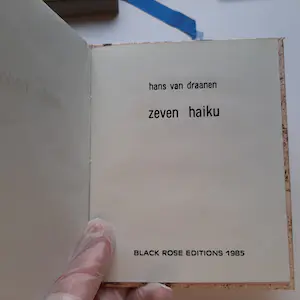 hans van draanen
zeven haiku
BLACK ROSE EDITIONS 1985